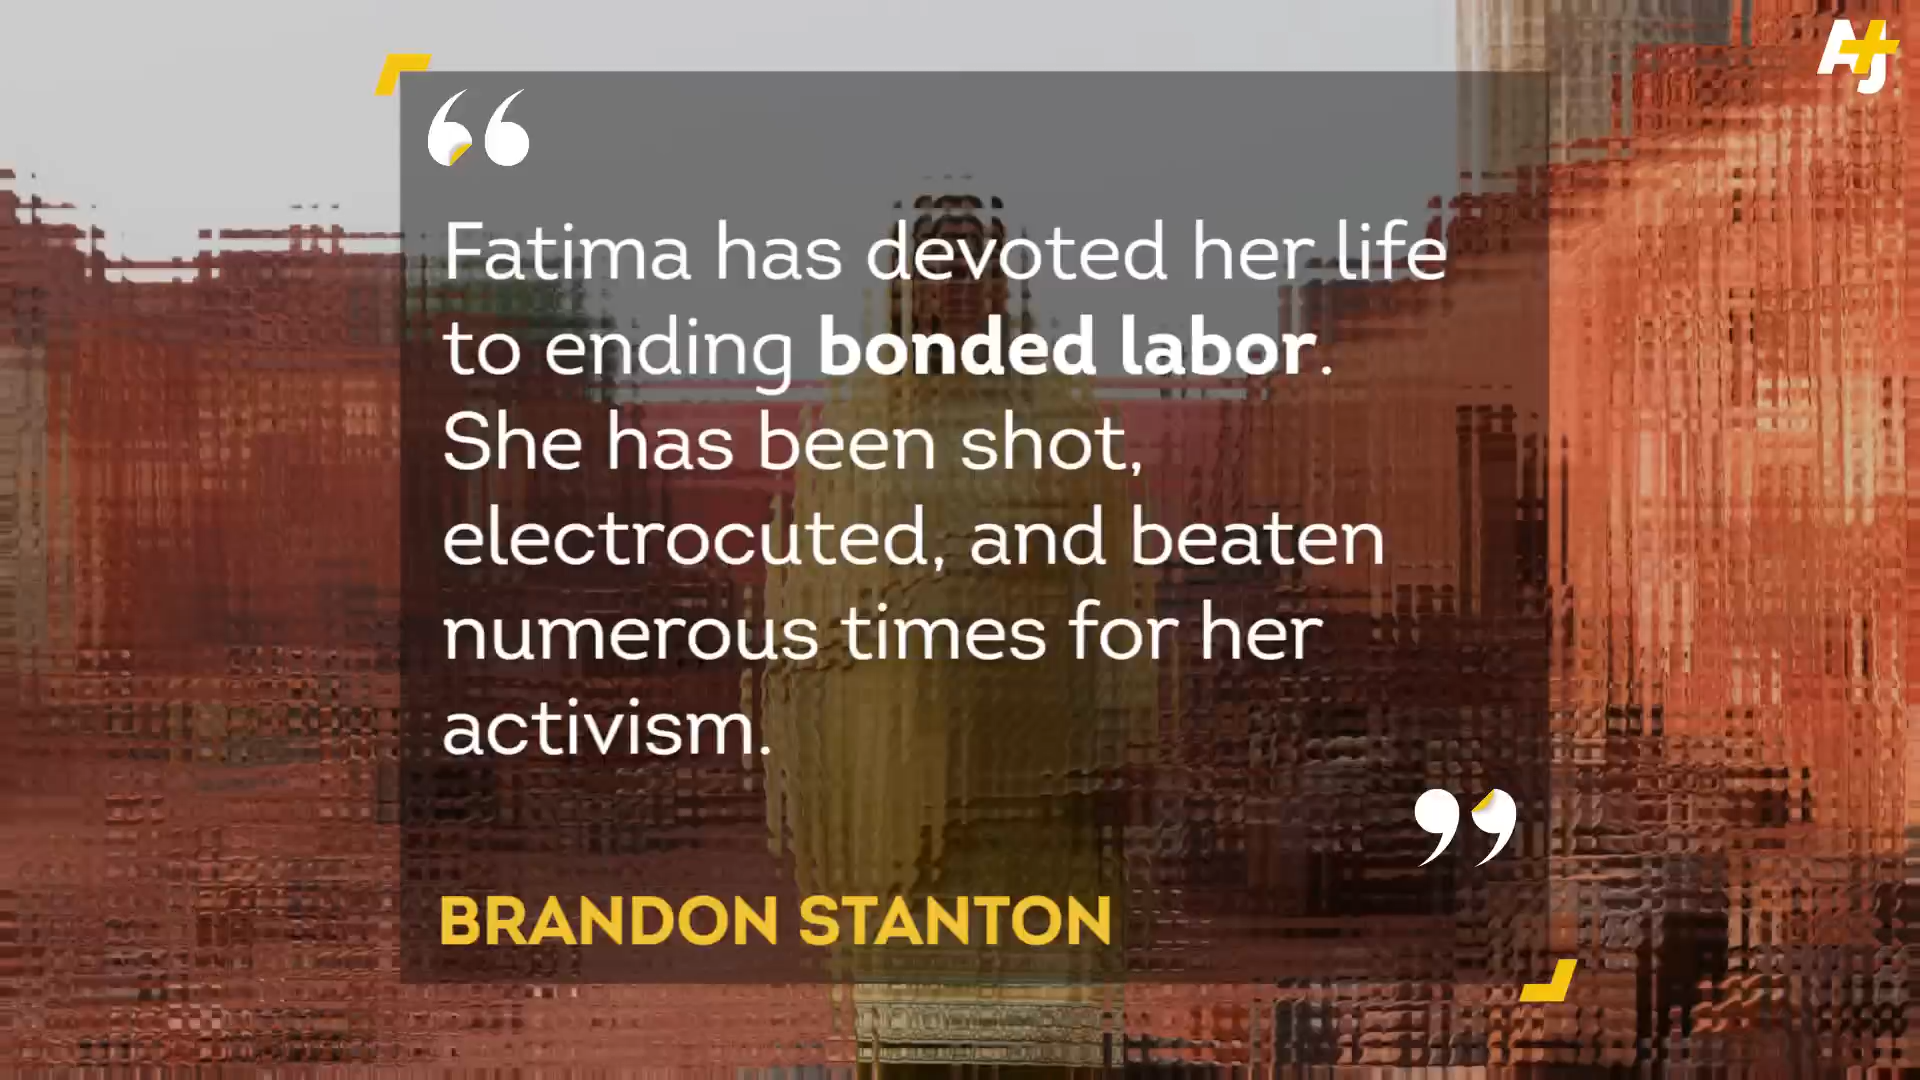 AJ+
“
Fatima has devoted her life
to ending bonded labor.
She has been shot,
electrocuted, and beaten
numerous times for her
activism.
”
BRANDON STANTON